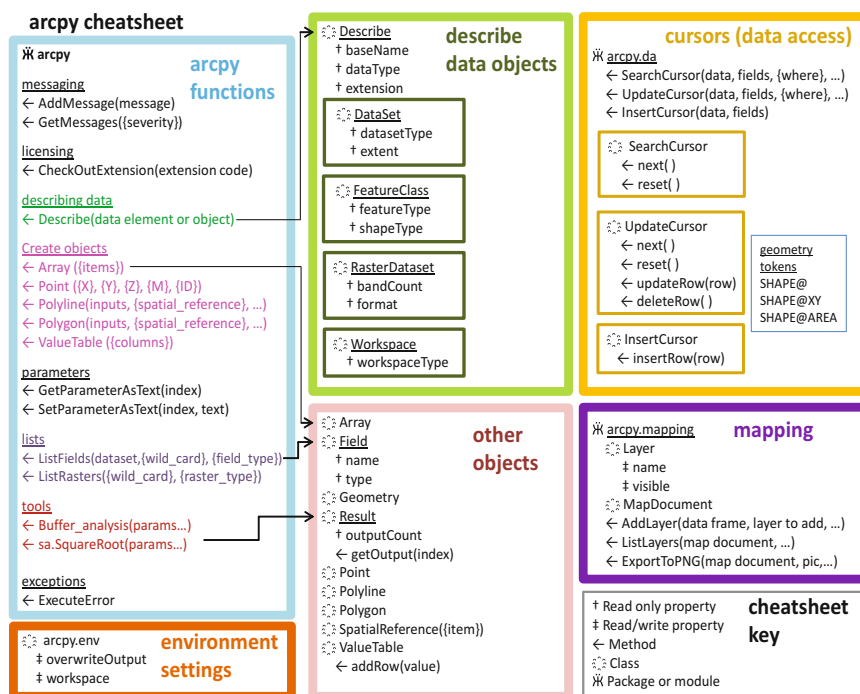 arcpy cheatsheet
Ӝ arcpy
arcpy
functions
messaging
← AddMessage(message)
← GetMessages({severity})
licensing
← CheckOutExtension(extension code)
describing data
← Describe(data element or object)
Create objects
← Array ({items})
← Point ({X}, {Y}, {Z}, {M}, {ID})
← Polyline(inputs, {spatial_reference}, …)
← Polygon(inputs, {spatial_reference}, …)
← ValueTable ({columns})
parameters
← GetParameterAsText(index)
← SetParameterAsText(index, text)
lists
← ListFields(dataset,{wild_card}, {field_type})
← ListRasters({wild_card}, {raster_type})
tools
← Buffer_analysis(params…)
← sa.SquareRoot(params…)
exceptions
← ExecuteError
arcpy.env
‡ overwriteOutput
‡ workspace
environment
settings
Describe
† baseName
† dataType
† extension
describe
data objects
DataSet
† datasetType
† extent
FeatureClass
† featureType
† shapeType
RasterDataset
† bandCount
† format
Workspace
† workspaceType
other
objects
Array
Field
† name
† type
Geometry
Result
† outputCount
← getOutput(index)
Point
Polyline
Polygon
SpatialReference({item})
ValueTable
← addRow(value)
cursors (data access)
Ӝ arcpy.da
← SearchCursor(data, fields, {where}, …)
← UpdateCursor(data, fields, {where}, …)
← InsertCursor(data, fields)
SearchCursor
← next( )
← reset( )
UpdateCursor
← next( )
← reset( )
← updateRow(row)
← deleteRow( )
geometry
tokens
SHAPE@
SHAPE@XY
SHAPE@AREA
InsertCursor
← insertRow(row)
Ӝ arcpy.mapping
mapping
Layer
‡ name
‡ visible
MapDocument
← AddLayer(data frame, layer to add, …)
← ListLayers(map document, …)
← ExportToPNG(map document, pic,…)
† Read only property
‡ Read/write property
← Method
Class
Ӝ Package or module
cheatsheet
key